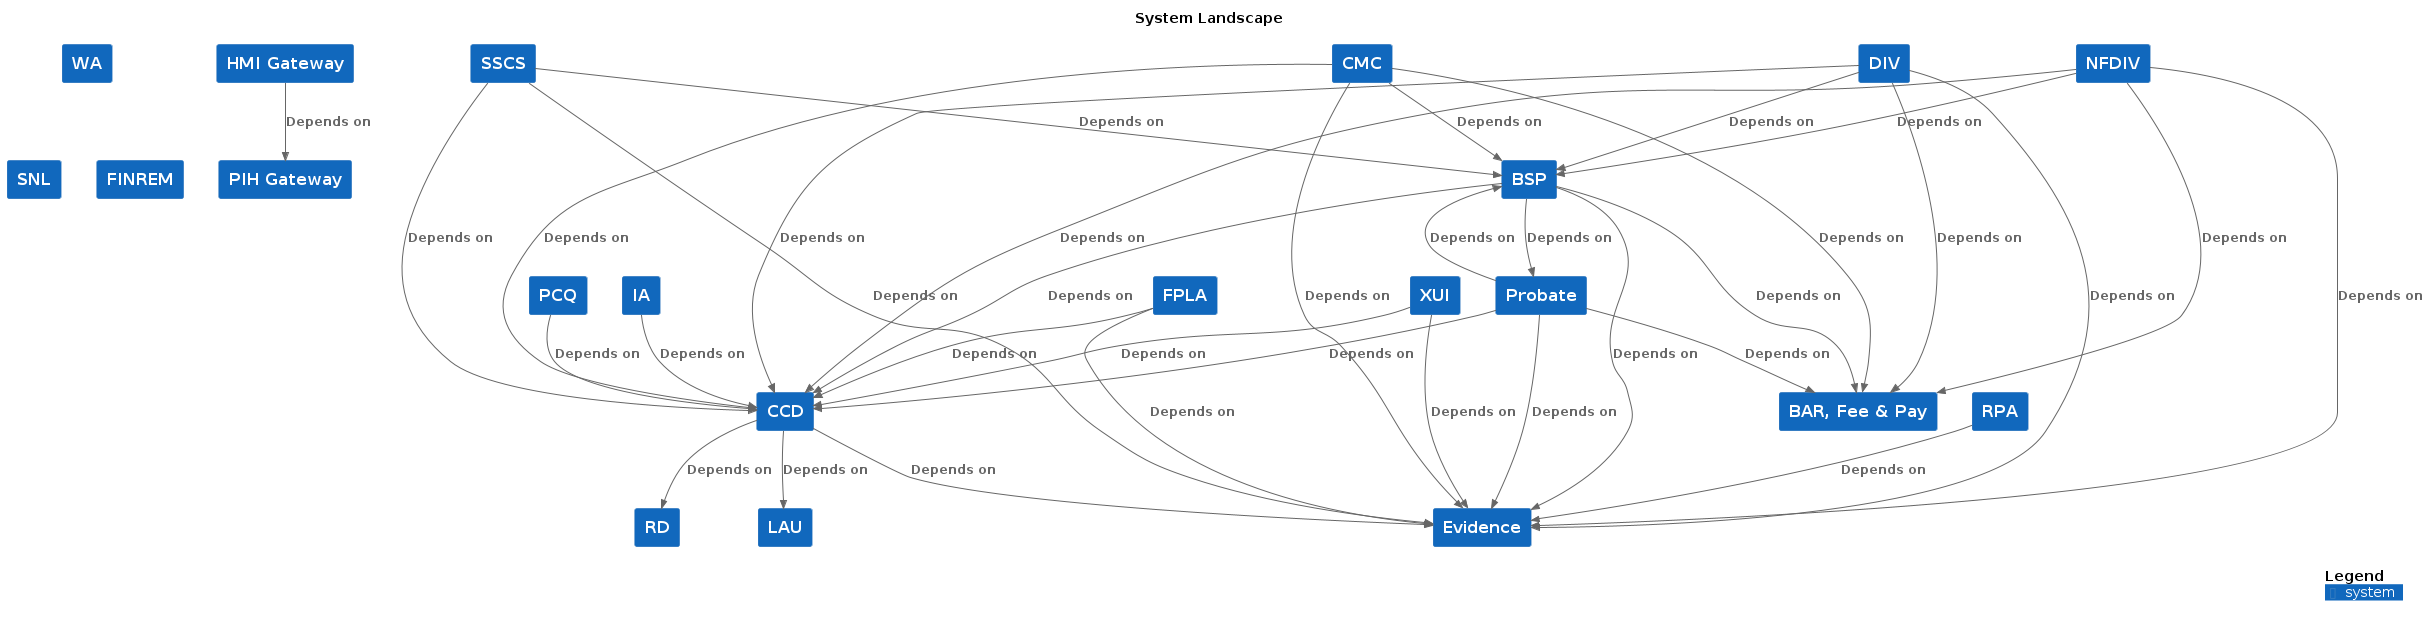 System Landscape
WA
HMI Gateway
SSCS
CMC
DIV
NFDIV
Depends on
Depends on
Depends on
Depends on
Depends on
SNL
FINREM
PIH Gateway
BSP
Depends on
Depends on
Depends on
Depends on
Depends on
Depends on
Depends on
Depends on
Depends on
PCQ
IA
Depends on
Depends on
FPLA
Depends on
XUI
Probate
Depends on
Depends on
Depends on
Depends on
Depends on
Depends on
Depends on
Depends on
Depends on
Depends on
CCD
Depends on
Depends on
Depends on
BAR, Fee & Pay
RPA
Depends on
Depends on
Depends on
Depends on
RD
LAU
Evidence
Legend
system